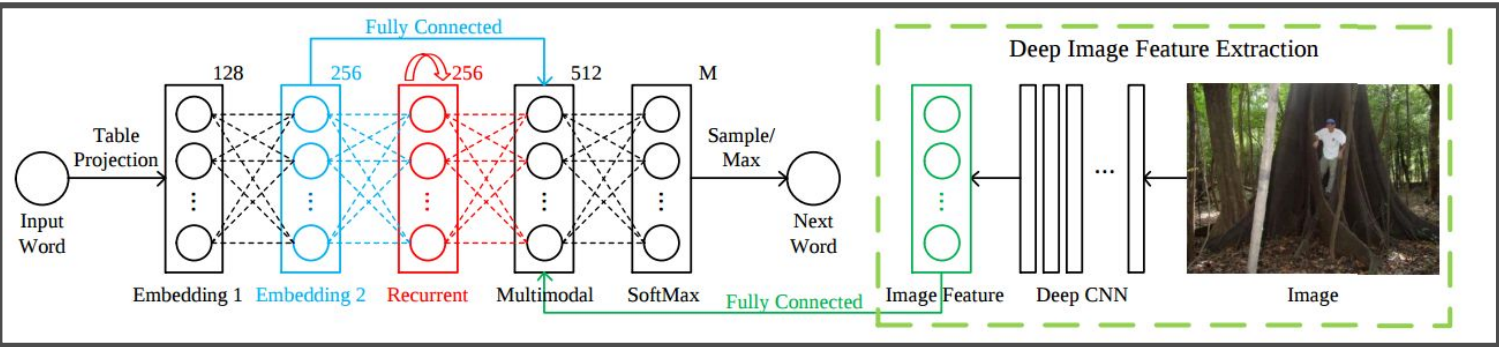 Fully Connected
Deep Image Feature Extraction
128
256
256
512
M
Table
Projection
Sample/
Max
...
Input
Word
Next
Word
Embedding 1
Embedding 2
Recurrent
Multimodal
SoftMax
Image Feature
Deep CNN
Image
Fully Connected